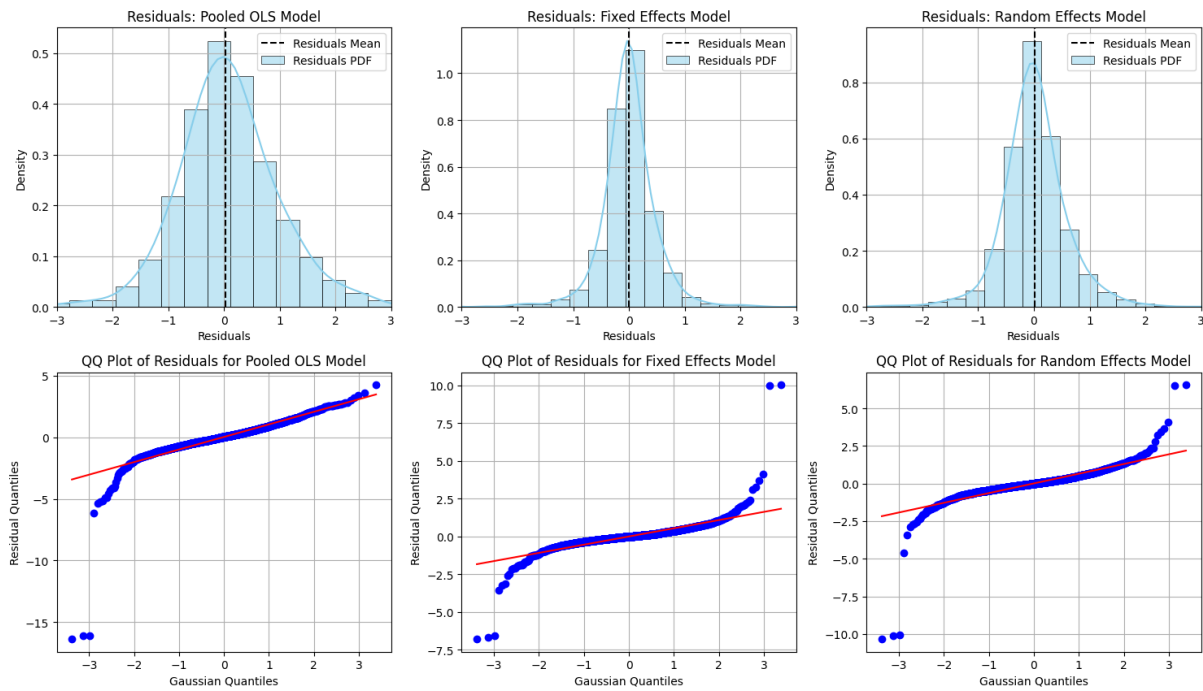 Residuals: Pooled OLS Model
Residuals Mean
Residuals PDF
0.5
0.4
0.3
0.2
0.1
0.0
Density
−3 −2 −1 0 1 2 3
Residuals
Residuals: Fixed Effects Model
Residuals Mean
Residuals PDF
1.0
0.8
0.6
0.4
0.2
0.0
Density
−3 −2 −1 0 1 2 3
Residuals
Residuals: Random Effects Model
Residuals Mean
Residuals PDF
0.8
0.6
0.4
0.2
0.0
Density
−3 −2 −1 0 1 2 3
Residuals
QQ Plot of Residuals for Pooled OLS Model
5
0
−5
−10
−15
Residual Quantiles
−3 −2 −1 0 1 2 3
Gaussian Quantiles
QQ Plot of Residuals for Fixed Effects Model
10.0
7.5
5.0
2.5
0.0
−2.5
−5.0
−7.5
Residual Quantiles
−3 −2 −1 0 1 2 3
Gaussian Quantiles
QQ Plot of Residuals for Random Effects Model
5.0
2.5
0.0
−2.5
−5.0
−7.5
−10.0
Residual Quantiles
−3 −2 −1 0 1 2 3
Gaussian Quantiles